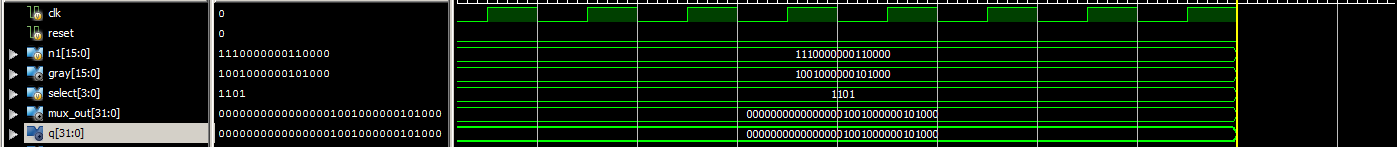 clk 0
reset 0
n1[15:0] 1110000000110000 1110000000110000
gray[15:0] 1001000000101000 1001000000101000
select[3:0] 1101 1101
mux_out[31:0] 00000000000000001001000000101000 00000000000000001001000000101000
q[31:0] 00000000000000001001000000101000 00000000000000001001000000101000